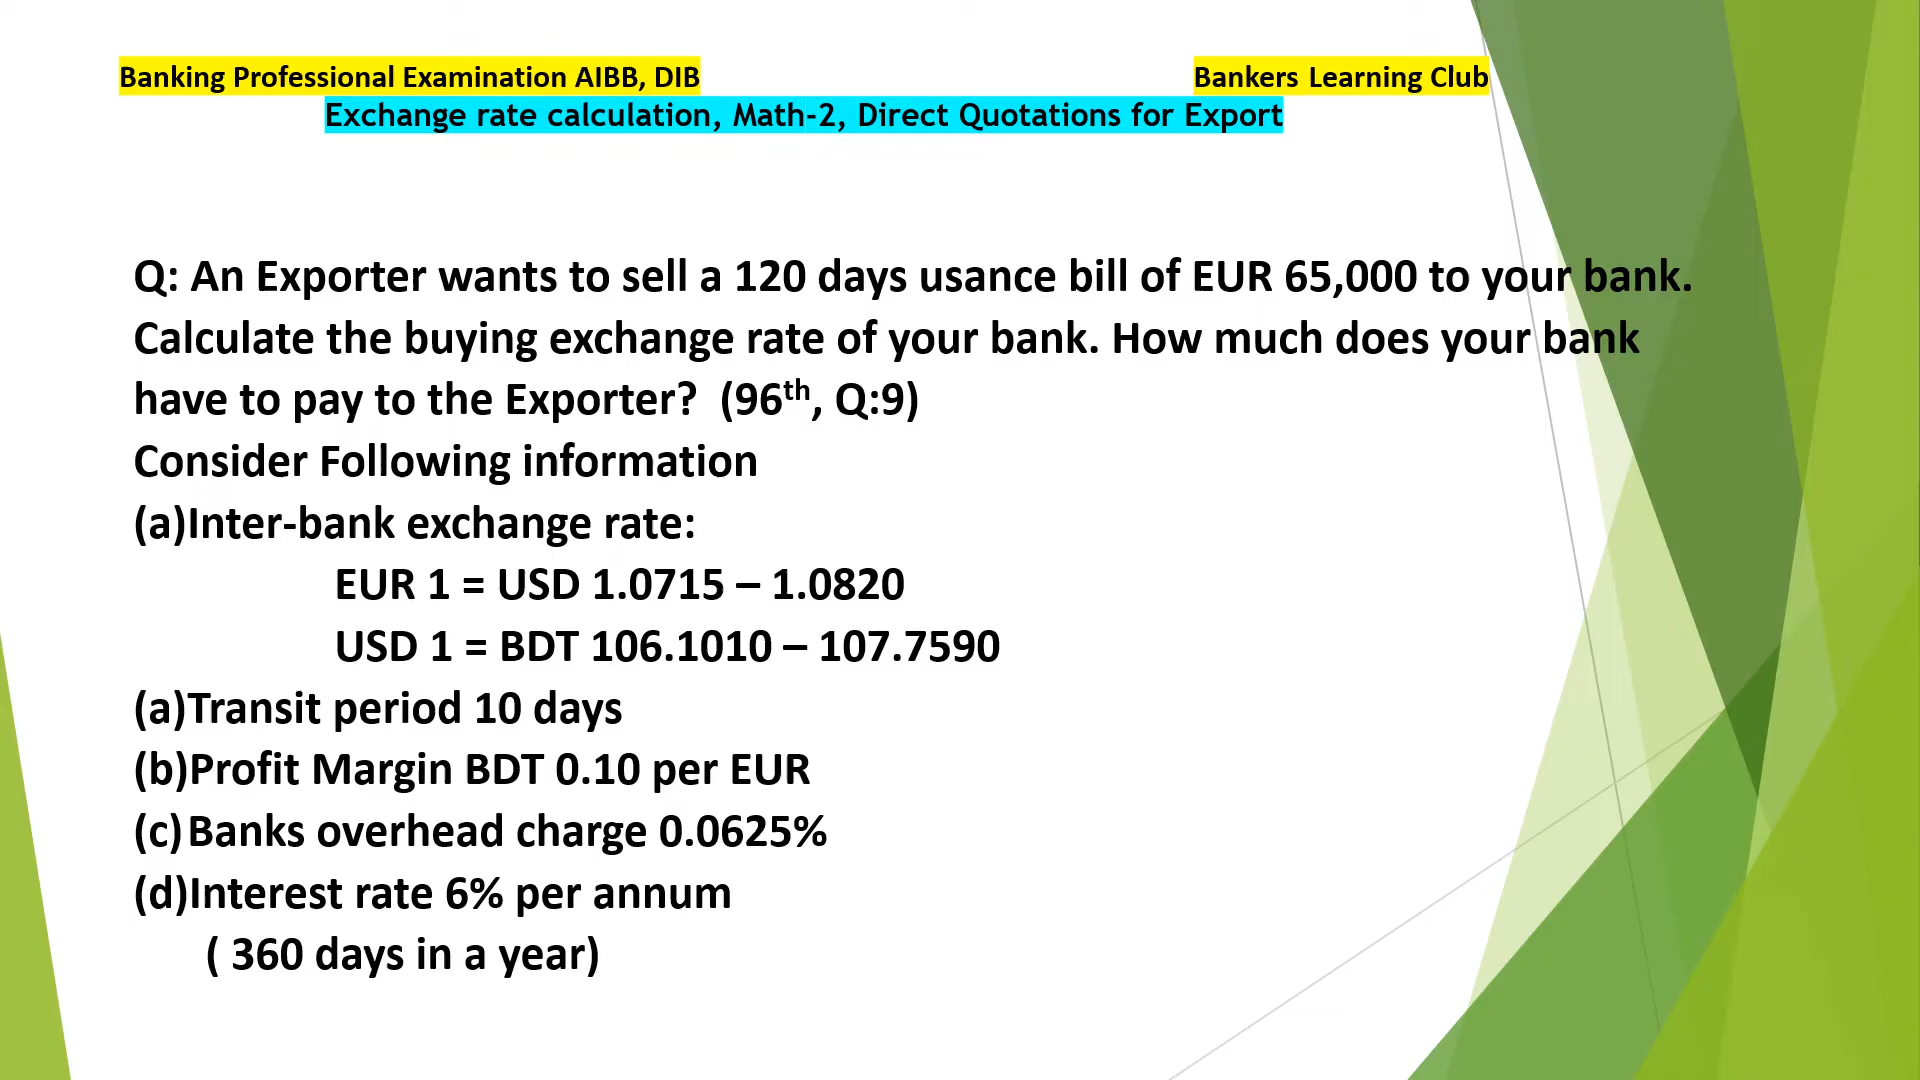 Banking Professional Examination AIBB, DIB Bankers Learning Club
Exchange rate calculation, Math-2, Direct Quotations for Export
Q: An Exporter wants to sell a 120 days usance bill of EUR 65,000 to your bank.
Calculate the buying exchange rate of your bank. How much does your bank
have to pay to the Exporter? (96th, Q:9)
Consider Following information
(a)Inter-bank exchange rate:
EUR 1 = USD 1.0715 – 1.0820
USD 1 = BDT 106.1010 – 107.7590
(a)Transit period 10 days
(b)Profit Margin BDT 0.10 per EUR
(c)Banks overhead charge 0.0625%
(d)Interest rate 6% per annum
( 360 days in a year)